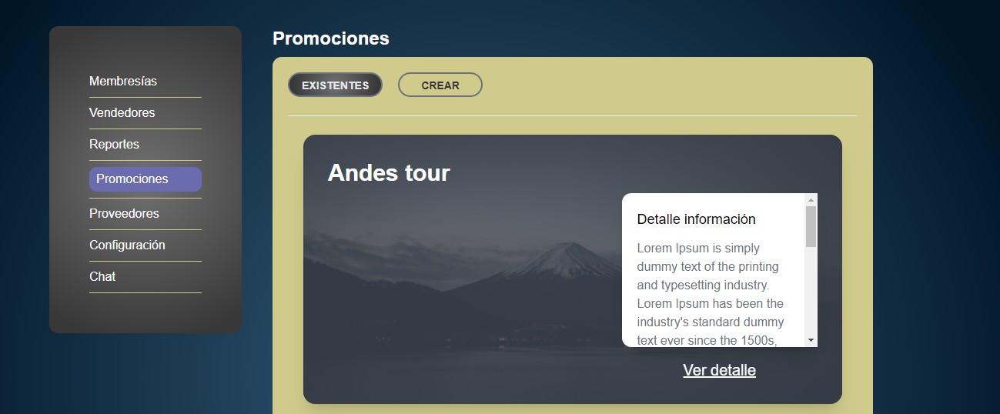 Membresías
Vendedores
Reportes
Promociones
Proveedores
Configuración
Chat
Promociones
EXISTENTES
CREAR
Andes tour
Detalle información
Lorem Ipsum is simply
dummy text of the printing
and typesetting industry.
Lorem Ipsum has been the
industry's standard dummy
text ever since the 1500s,
Ver detalle